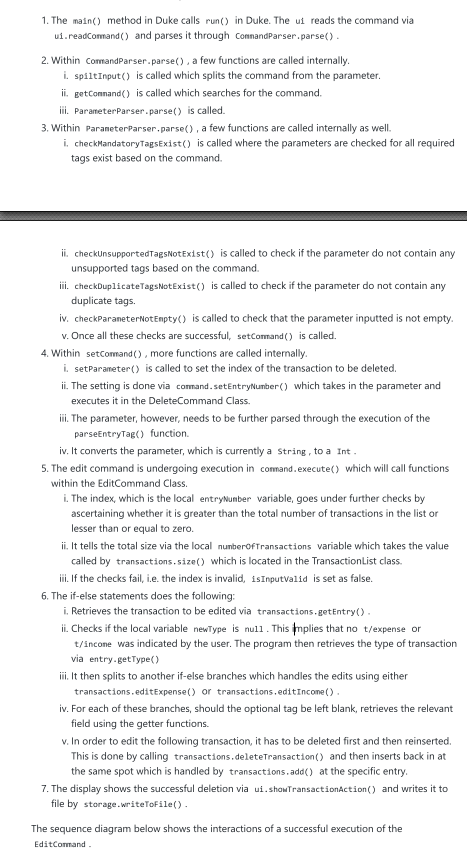 1. The main() method in Duke calls run() in Duke. The ui reads the command via
ui.readCommand() and parses it through CommandParser.parse() .
2. Within CommandParser.parse() , a few functions are called internally.
i. spiltInput() is called which splits the command from the parameter.
ii. getCommand() is called which searches for the command.
iii. ParameterParser.parse() is called.
3. Within ParameterParser.parse() , a few functions are called internally as well.
i. checkMandatoryTagsExist() is called where the parameters are checked for all required
tags exist based on the command.
ii. checkUnsupportedTagsNotExist() is called to check if the parameter do not contain any
unsupported tags based on the command.
iii. checkDuplicateTagsNotExist() is called to check if the parameter do not contain any
duplicate tags.
iv. checkParameterNotEmpty() is called to check that the parameter inputted is not empty.
v. Once all these checks are successful, setCommand() is called.
4. Within setCommand() , more functions are called internally.
i. setParameter() is called to set the index of the transaction to be deleted.
ii. The setting is done via command.setEntryNumber() which takes in the parameter and
executes it in the DeleteCommand Class.
iii. The parameter, however, needs to be further parsed through the execution of the
parseEntryTag() function.
iv. It converts the parameter, which is currently a String , to a Int .
5. The edit command is undergoing execution in command.execute() which will call functions
within the EditCommand Class.
i. The index, which is the local entryNumber variable, goes under further checks by
ascertaining whether it is greater than the total number of transactions in the list or
lesser than or equal to zero.
ii. It tells the total size via the local numberOfTransactions variable which takes the value
called by transactions.size() which is located in the TransactionList class.
iii. If the checks fail, i.e. the index is invalid, isInputValid is set as false.
6. The if-else statements does the following:
i. Retrieves the transaction to be edited via transactions.getEntry() .
ii. Checks if the local variable newType is null . This implies that no t/expense or
t/income was indicated by the user. The program then retrieves the type of transaction
via entry.getType()
iii. It then splits to another if-else branches which handles the edits using either
transactions.editExpense() or transactions.editIncome() .
iv. For each of these branches, should the optional tag be left blank, retrieves the relevant
field using the getter functions.
v. In order to edit the following transaction, it has to be deleted first and then reinserted.
This is done by calling transactions.deleteTransaction() and then inserts back in at
the same spot which is handled by transactions.add() at the specific entry.
7. The display shows the successful deletion via ui.showTransactionAction() and writes it to
file by storage.writeToFile() .
The sequence diagram below shows the interactions of a successful execution of the
EditCommand .